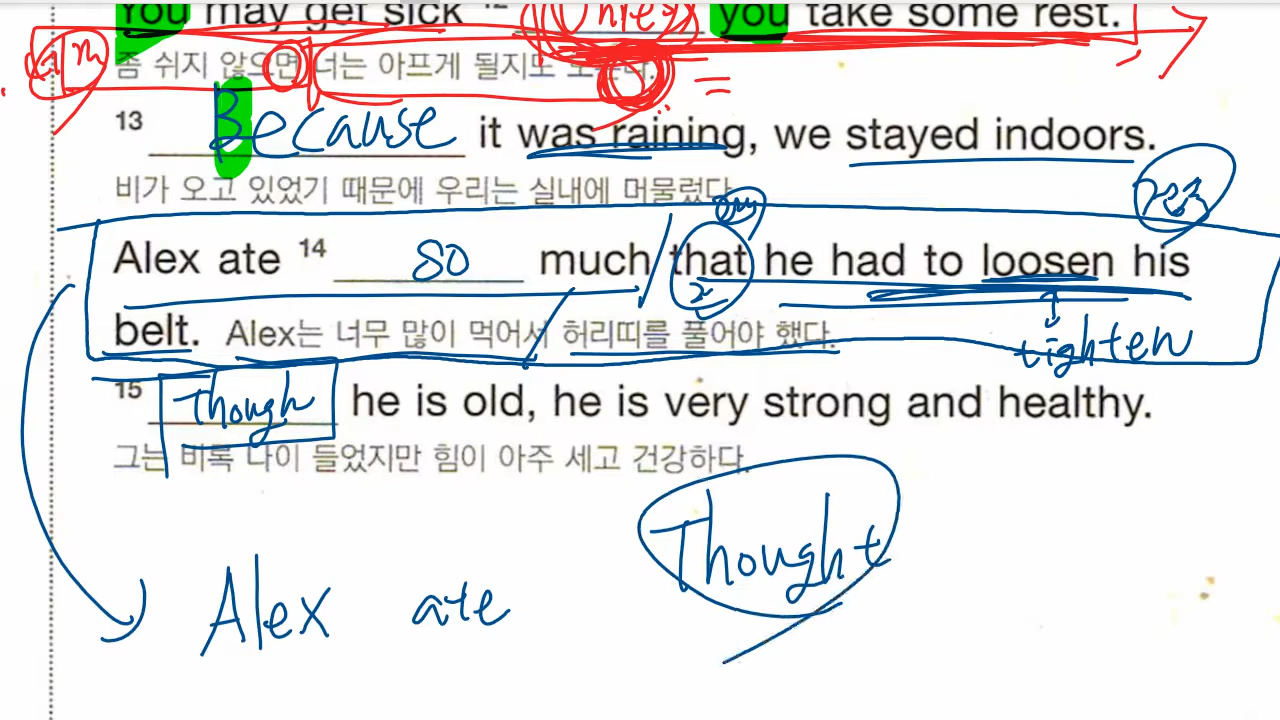 You may get sick 12 Unless you take some rest.
좀 쉬지 않으면 너는 아프게 될지도 모른다.
13 Because it was raining, we stayed indoors.
비가 오고 있었기 때문에 우리는 실내에 머물렀다.
Alex ate 14 so much that he had to loosen his
belt. Alex는 너무 많이 먹어서 허리띠를 풀어야 했다.
tighten
15 Though he is old, he is very strong and healthy.
그는 비록 나이 들었지만 힘이 아주 세고 건강하다.
Thought
Alex ate